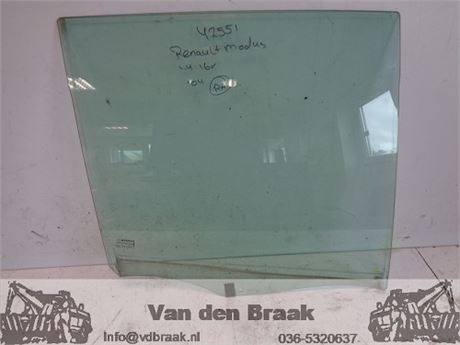 42551
Renault modus
1.4 16v
'04
RA
Van den Braak
Info@vdbraak.nl
036-5320637